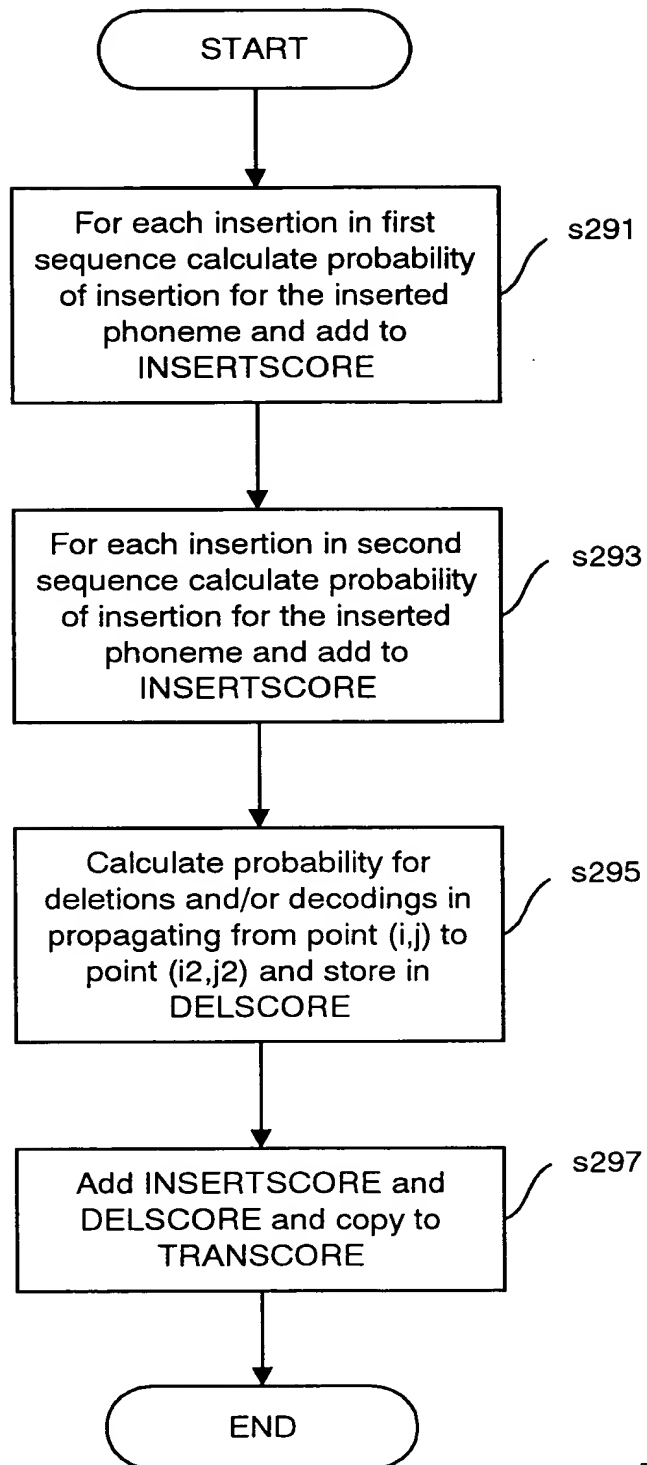 START
For each insertion in first
sequence calculate probability
of insertion for the inserted
phoneme and add to
INSERTSCORE
s291
For each insertion in second
sequence calculate probability
of insertion for the inserted
phoneme and add to
INSERTSCORE
s293
Calculate probability for
deletions and/or decodings in
propagating from point (i,j) to
point (i2,j2) and store in
DELSCORE
s295
Add INSERTSCORE and
DELSCORE and copy to
TRANSCORE
s297
END